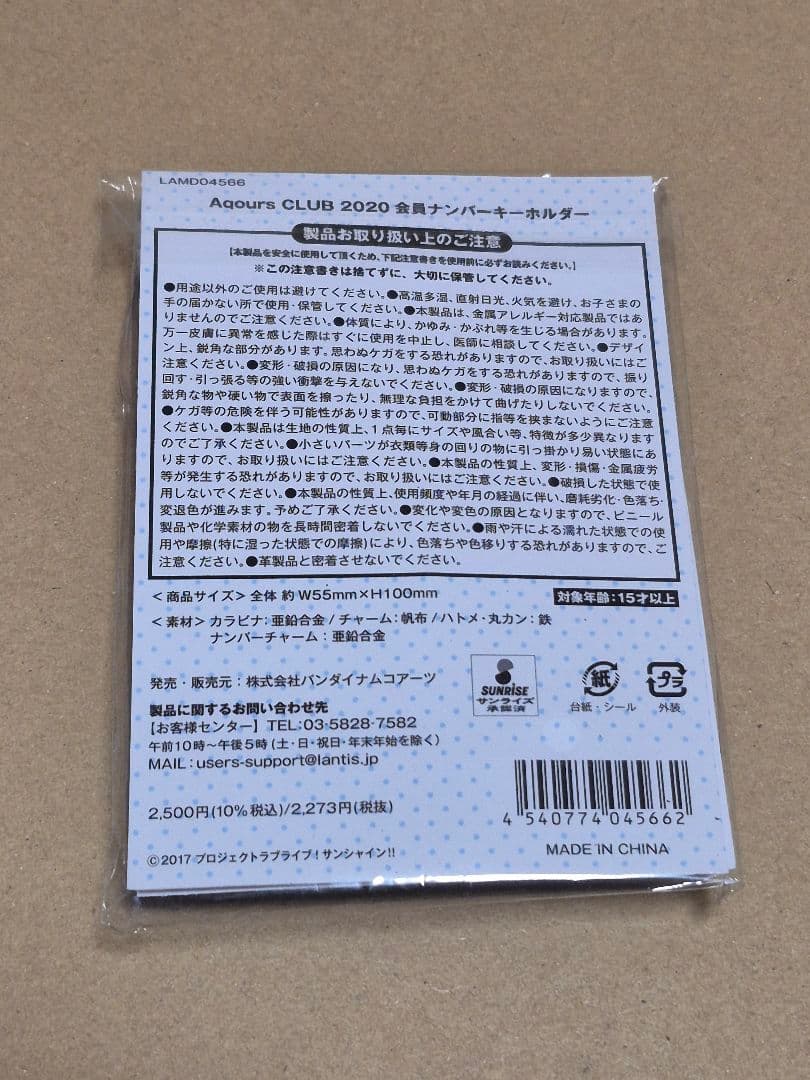 LAMD04566
Aqours CLUB 2020 会員ナンバーキーホルダー
製品お取り扱い上のご注意
【本製品を安全に使用して頂くため、下記注意書きを使用前に必ずお読みください。】
※この注意書きは捨てずに、大切に保管してください。
●用途以外のご使用は避けてください。●高温多湿、直射日光、火気を避け、お子さまの
手の届かない所で使用・保管してください。●本製品は、金属アレルギー対応製品ではあ
りませんのでご注意ください。●体質により、かゆみ・かぶれ等を生じる場合があります。
万一皮膚に異常を感じた際はすぐに使用を中止し、医師に相談してください。●デザイ
ン上、鋭角な部分があります。思わぬケガをする恐れがありますので、お取り扱いにはご
注意ください。●変形・破損の原因になり、思わぬケガをする恐れがありますので、振り
回す・引っ張る等の強い衝撃を与えないでください。●変形・破損の原因になりますので、
鋭角な物や硬い物で表面を擦ったり、無理な負担をかけて曲げたりしないでください。
●ケガ等の危険を伴う可能性がありますので、可動部分に指等を挟まないようにご注意
ください。●本製品は生地の性質上、1点毎にサイズや風合い等、特徴が多少異なります
のでご了承ください。●小さいパーツが衣類等身の回りの物に引っ掛かり易い状態にあ
りますので、お取り扱いにはご注意ください。●本製品の性質上、変形・損傷・金属疲労
等が発生する恐れがありますので、お取り扱いにはご注意ください。●破損した状態で使
用しないでください。●本製品の性質上、使用頻度や年月の経過に伴い、磨耗劣化・色落ち・
変退色が進みます。予めご了承ください。●変化や変色の原因となりますので、ビニール
製品や化学素材の物を長時間密着しないでください。●雨や汗による濡れた状態での使
用や摩擦(特に湿った状態での摩擦)により、色落ちや色移りする恐れがありますので、ご
注意ください。●革製品と密着させないでください。
＜商品サイズ＞全体 約 W55mm×H100mm
対象年齢:15才以上
＜素材＞ カラビナ:亜鉛合金 / チャーム:帆布 / ハトメ・丸カン:鉄
ナンバーチャーム:亜鉛合金
発売・販売元:株式会社バンダイナムコアーツ
SUNRISE
サンライズ
承認済
紙
台紙・シール
プラ
外装
製品に関するお問い合わせ先
【お客様センター】TEL:03-5828-7582
午前10時～午後5時 (土・日・祝日・年末年始を除く)
MAIL:users-support@lantis.jp
2,500円(10%税込)/2,273円(税抜)
4 540774 045662
©2017 プロジェクトラブライブ!サンシャイン!!
MADE IN CHINA